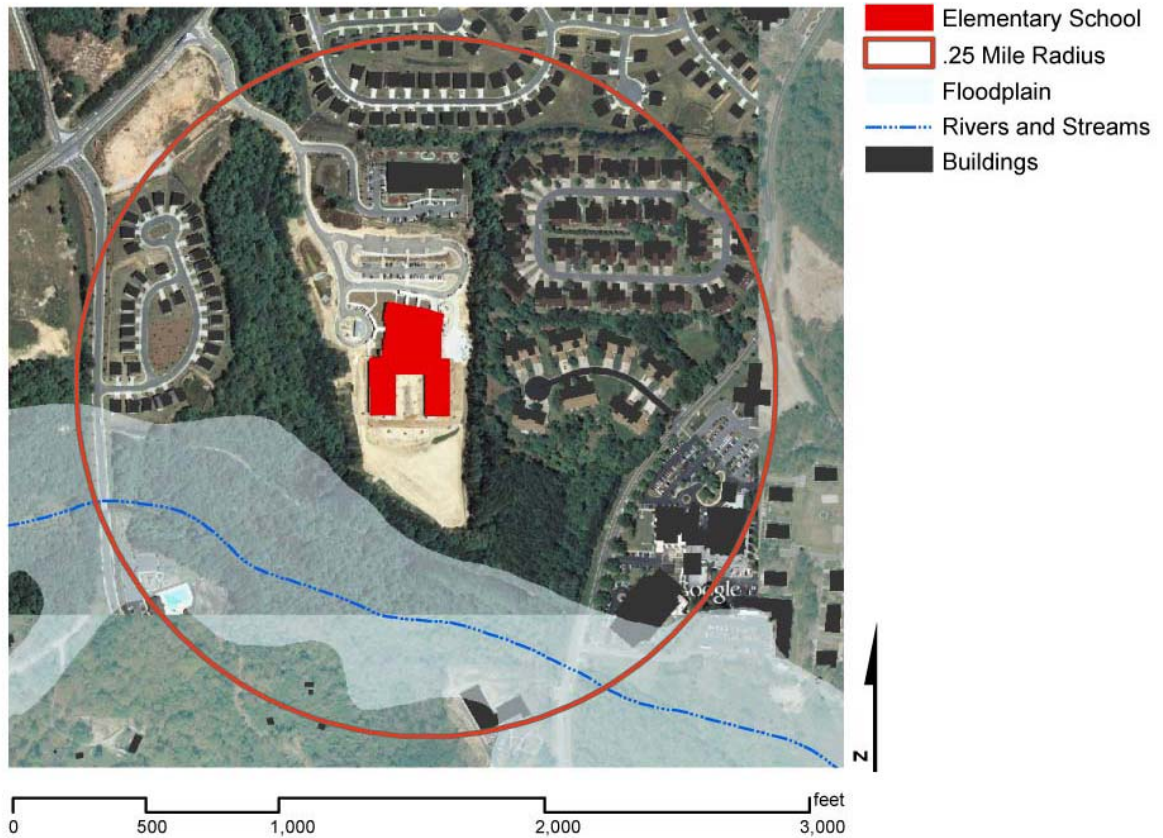 Elementary School
.25 Mile Radius
Floodplain
Rivers and Streams
Buildings
Google
N
feet
0 500 1,000 2,000 3,000